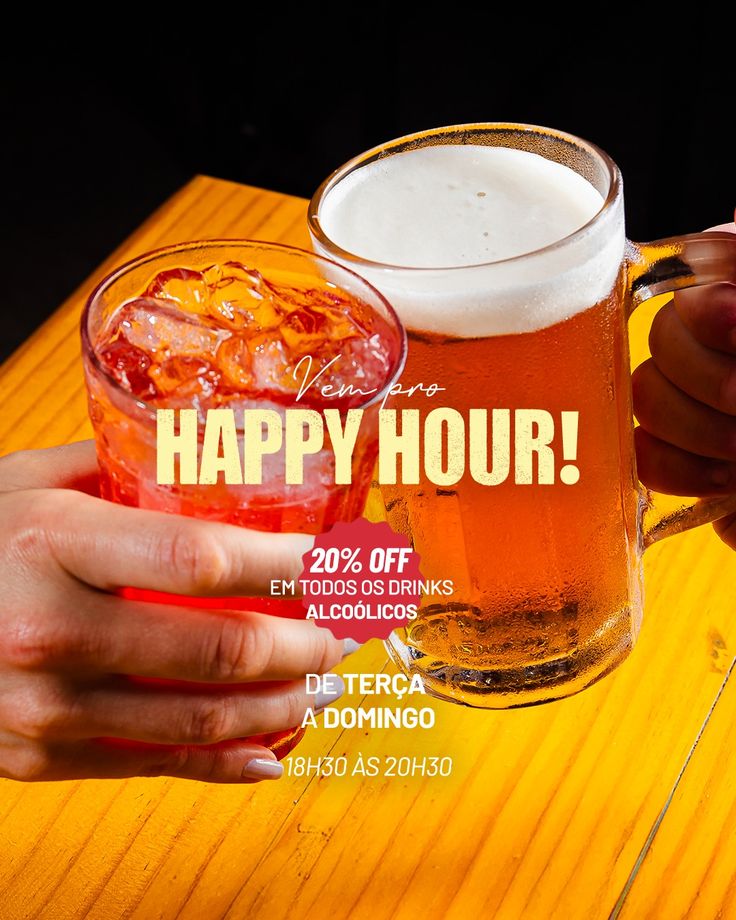 Vem pro
HAPPY HOUR!
20% OFF
EM TODOS OS DRINKS
ALCOÓLICOS
DE TERÇA
A DOMINGO
18H30 ÀS 20H30